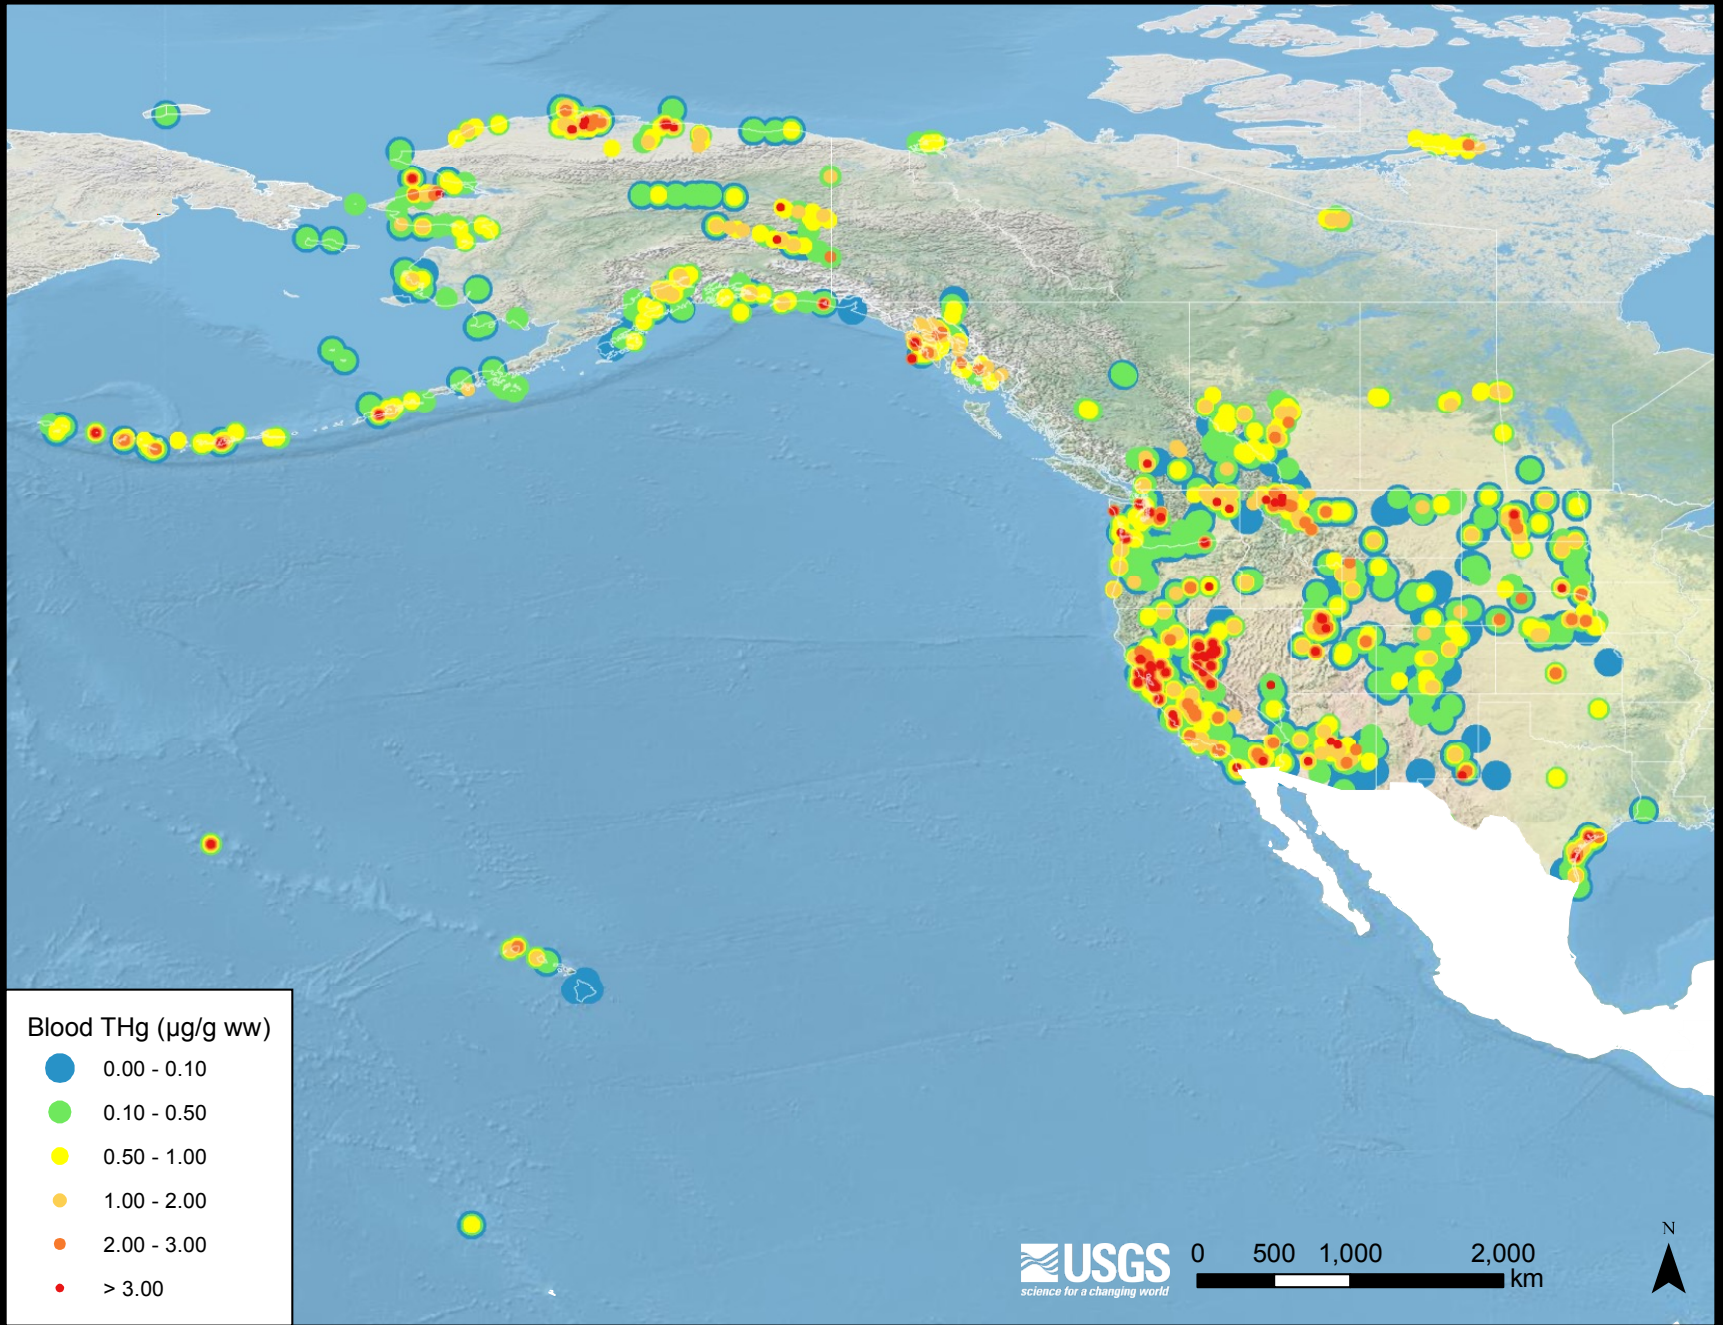 Blood THg (µg/g ww)
0.00 - 0.10
0.10 - 0.50
0.50 - 1.00
1.00 - 2.00
2.00 - 3.00
> 3.00
USGS
science for a changing world
0 500 1,000 2,000
km
N